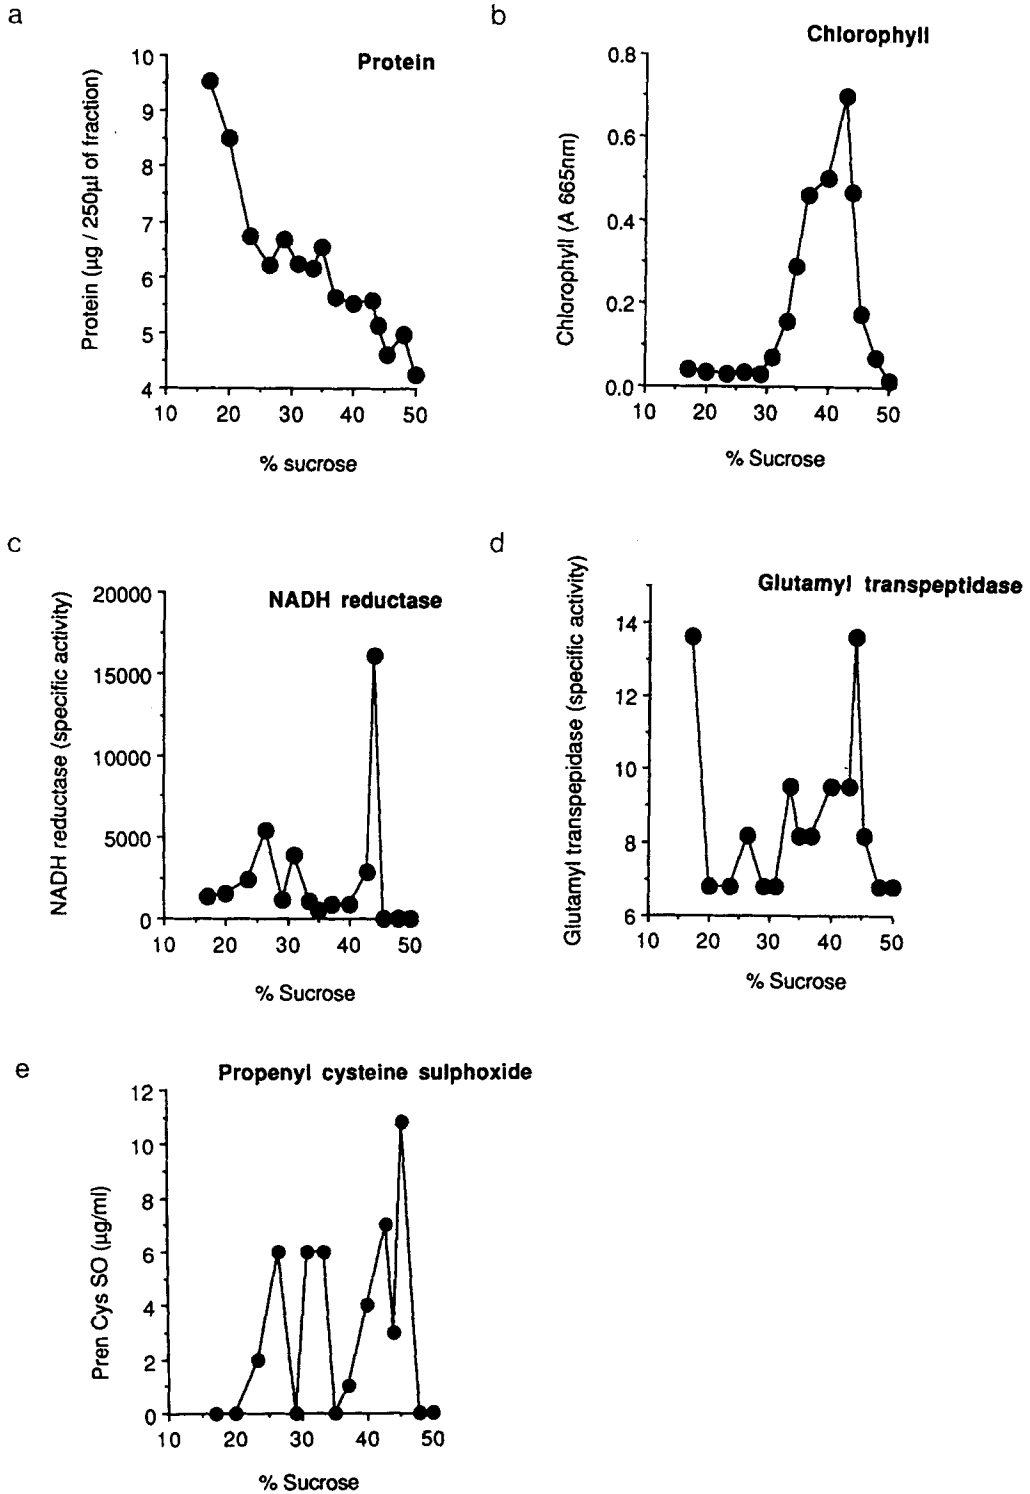 a
Protein
Protein (µg / 250µl of fraction)
10
9
8
7
6
5
4
10 20 30 40 50
% sucrose
b
Chlorophyll
Chlorophyll (A 665nm)
0.8
0.6
0.4
0.2
0.0
10 20 30 40 50
% Sucrose
c
NADH reductase
NADH reductase (specific activity)
20000
15000
10000
5000
0
10 20 30 40 50
% Sucrose
d
Glutamyl transpeptidase
Glutamyl transpepidase (specific activity)
14
12
10
8
6
10 20 30 40 50
% Sucrose
e
Propenyl cysteine sulphoxide
Pren Cys SO (µg/ml)
12
10
8
6
4
2
0
10 20 30 40 50
% Sucrose